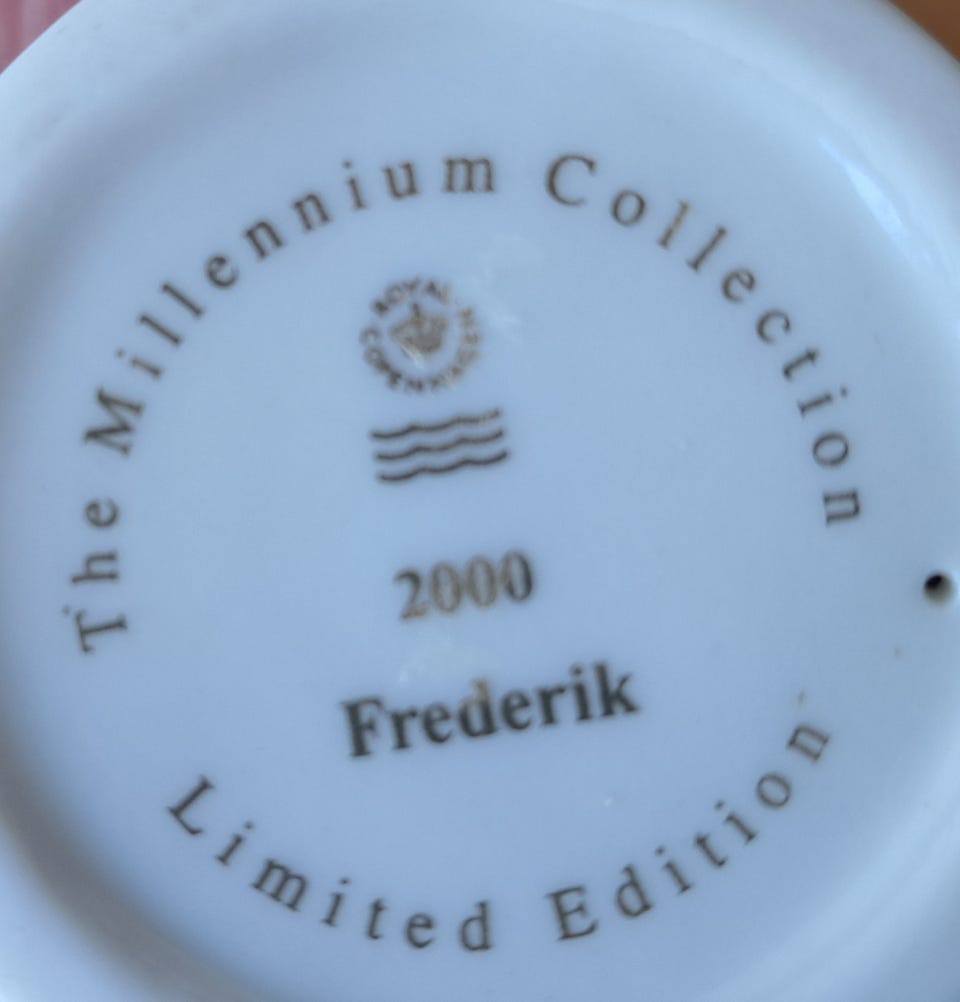 The Millennium Collection
ROYAL
COPENHAGEN
2000
Frederik
Limited Edition